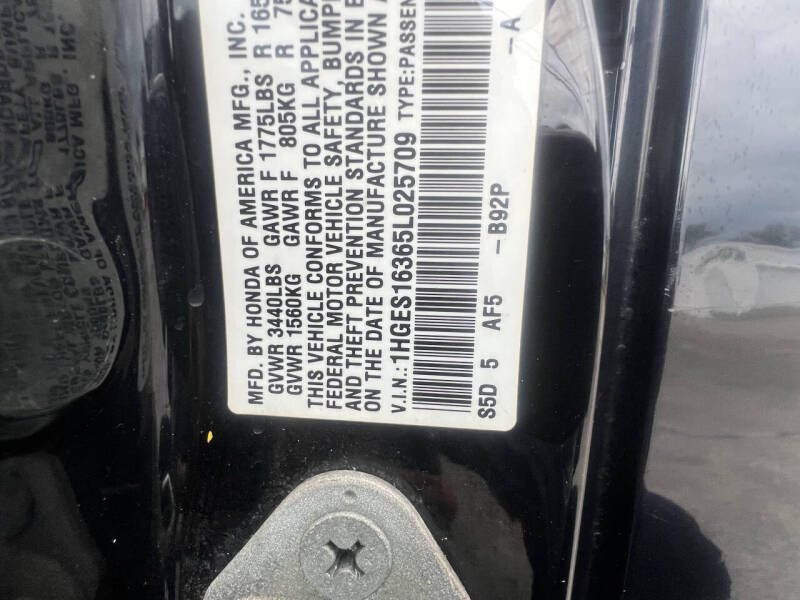 MFD. BY HONDA OF AMERICA MFG., INC.
GVWR 3440LBS GAWR F 1775LBS R 165
GVWR 1560KG GAWR F 805KG R 75
THIS VEHICLE CONFORMS TO ALL APPLICA
FEDERAL MOTOR VEHICLE SAFETY, BUMP
AND THEFT PREVENTION STANDARDS IN E
ON THE DATE OF MANUFACTURE SHOWN A
V.I.N.:1HGES16365L025709 TYPE:PASSEN
S5D 5 AF5 -B92P -A